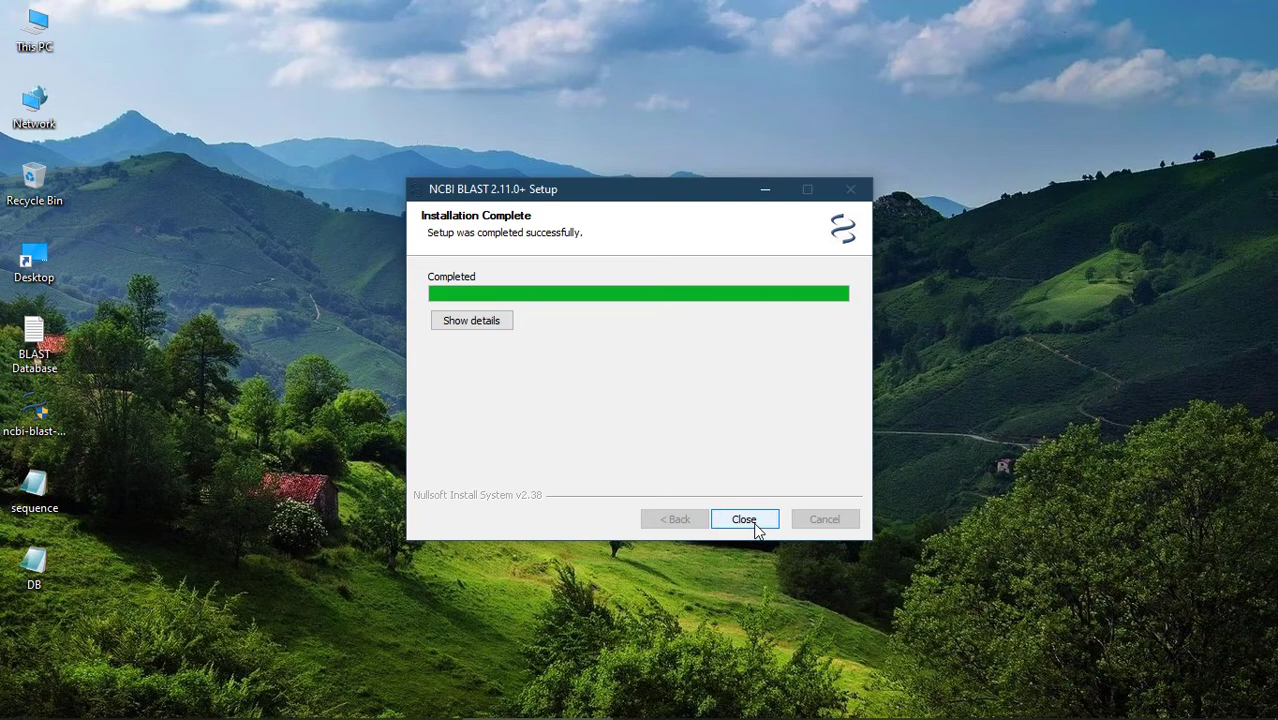 This PC
Network
Recycle Bin
Desktop
BLAST
Database
ncbi-blast-...
sequence
DB
NCBI BLAST 2.11.0+ Setup
Installation Complete
Setup was completed successfully.
Completed
Show details
Nullsoft Install System v2.38
< Back
Close
Cancel